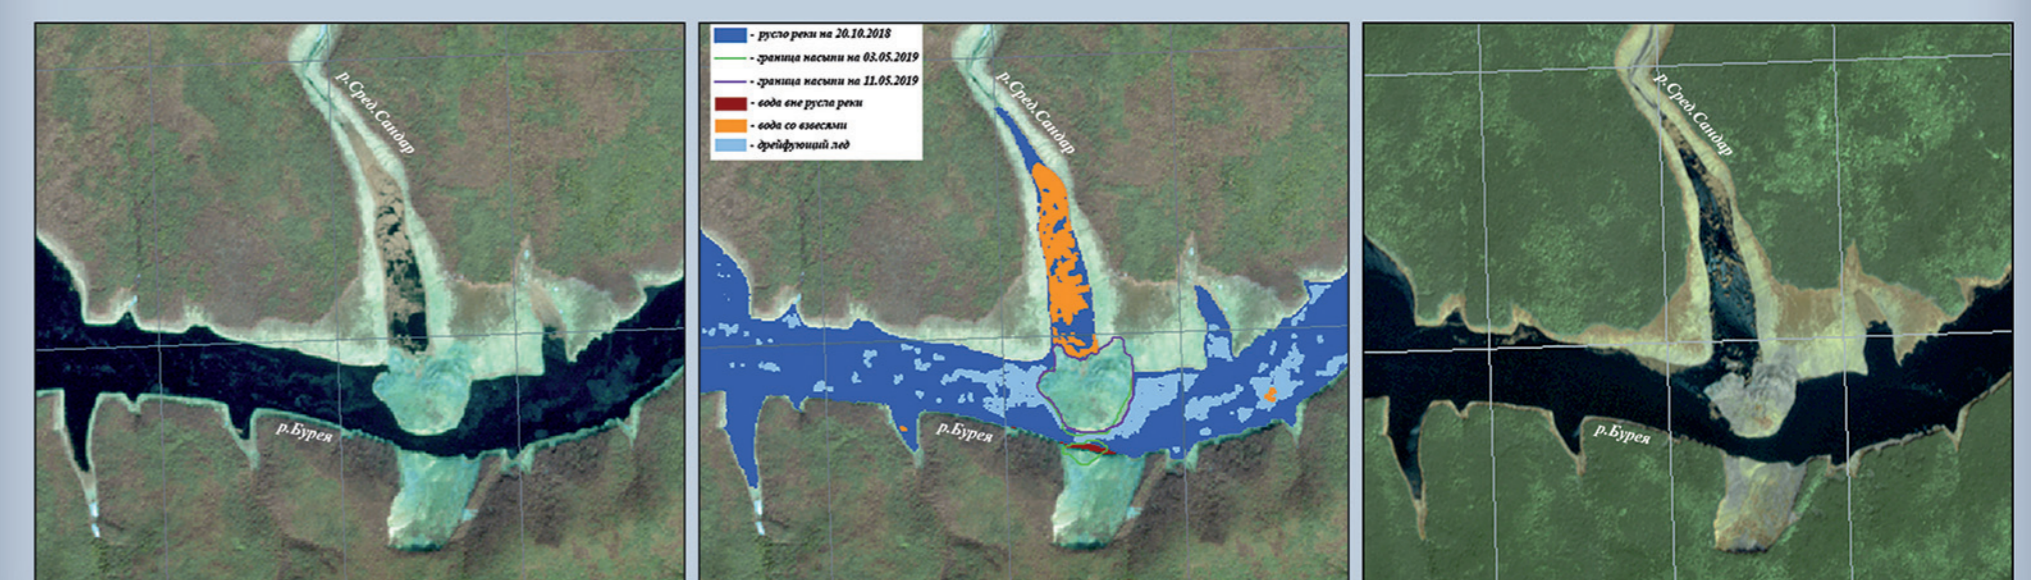 р.Сред.Сандар
р.Бурея
- русло реки на 20.10.2018
- граница насыпи на 03.05.2019
- граница насыпи на 11.05.2019
- вода вне русла реки
- вода со взвесями
- дрейфующий лед
р.Сред.Сандар
р.Бурея
р.Сред.Сандар
р.Бурея